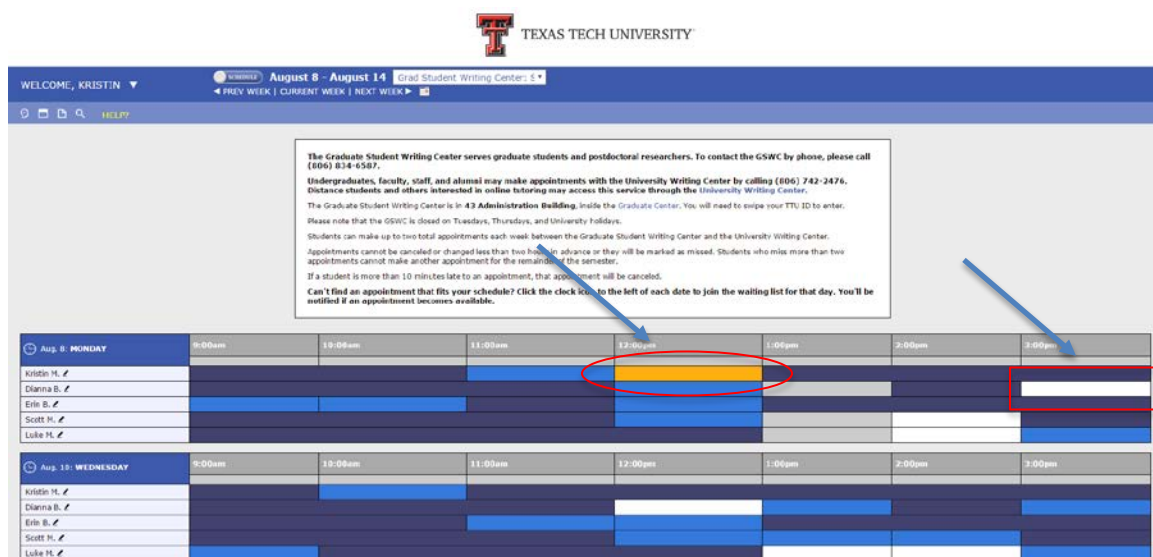 TEXAS TECH UNIVERSITY
WELCOME, KRISTIN ▼
SCHEDULE August 8 - August 14 Grad Student Writing Center: S
◄ PREV WEEK | CURRENT WEEK | NEXT WEEK ►
HELP?
The Graduate Student Writing Center serves graduate students and postdoctoral researchers. To contact the GSWC by phone, please call
(806) 834-6587.
Undergraduates, faculty, staff, and alumni may make appointments with the University Writing Center by calling (806) 742-2476.
Distance students and others interested in online tutoring may access this service through the University Writing Center.
The Graduate Student Writing Center is in 43 Administration Building, inside the Graduate Center. You will need to swipe your TTU ID to enter.
Please note that the GSWC is closed on Tuesdays, Thursdays, and University holidays.
Students can make up to two total appointments each week between the Graduate Student Writing Center and the University Writing Center.
Appointments cannot be canceled or changed less than two hours in advance or they will be marked as missed. Students who miss more than two
appointments cannot make another appointment for the remainder of the semester.
If a student is more than 10 minutes late to an appointment, that appointment will be canceled.
Can't find an appointment that fits your schedule? Click the clock icon to the left of each date to join the waiting list for that day. You'll be
notified if an appointment becomes available.
Aug. 8: MONDAY 9:00am 10:00am 11:00am 12:00pm 1:00pm 2:00pm 3:00pm
Kristin M.
Dianna B.
Erin B.
Scott M.
Luke M.
Aug. 10: WEDNESDAY 9:00am 10:00am 11:00am 12:00pm 1:00pm 2:00pm 3:00pm
Kristin M.
Dianna B.
Erin B.
Scott M.
Luke M.